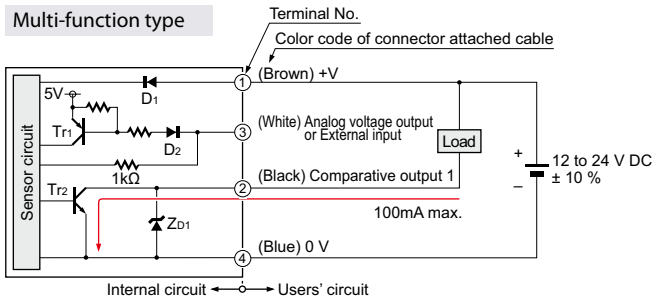 Multi-function type
Terminal No.
Color code of connector attached cable
1 (Brown) +V
5V
D1
Tr1
D2
3 (White) Analog voltage output
or External input
Load
+
12 to 24 V DC
± 10 %
–
Sensor circuit
1kΩ
Tr2
2 (Black) Comparative output 1
100mA max.
ZD1
4 (Blue) 0 V
Internal circuit
Users' circuit